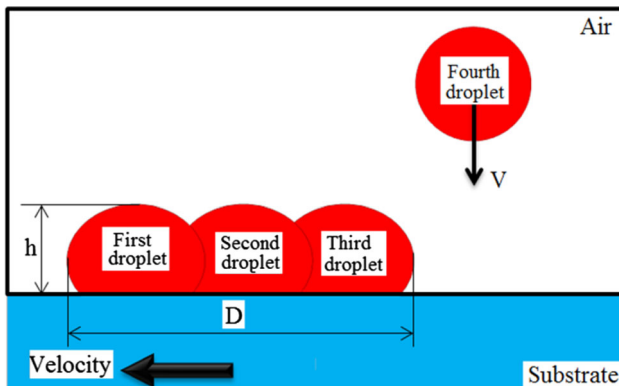 Air
Fourth
droplet
V
h
First
droplet
Second
droplet
Third
droplet
D
Velocity
Substrate